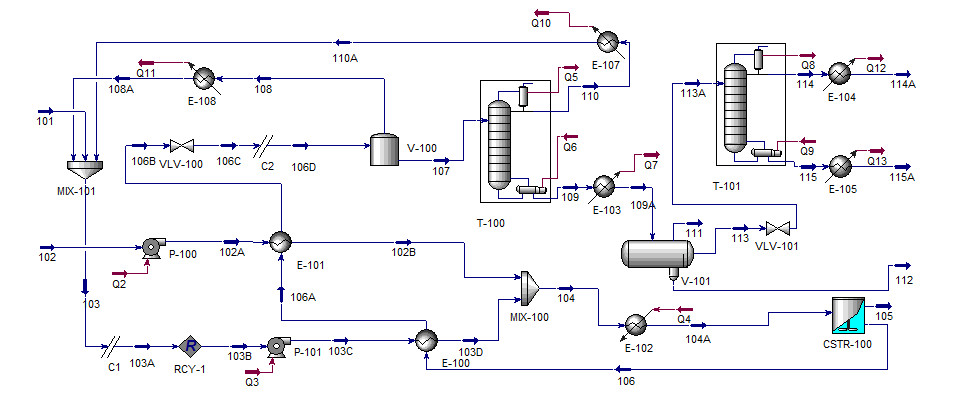 Q10
110A
E-107
Q11
108A
108
E-108
101
Q5
110
Q8
Q12
113A
114
114A
E-104
106B
VLV-100
106C
C2
106D
V-100
107
Q6
Q9
Q13
MIX-101
T-101
115
E-105
115A
Q7
109
E-103
109A
T-100
111
113
VLV-101
102
102A
P-100
Q2
E-101
102B
V-101
112
103
106A
MIX-100
104
105
C1
103A
RCY-1
103B
P-101
103C
E-100
103D
Q4
E-102
104A
CSTR-100
Q3
106